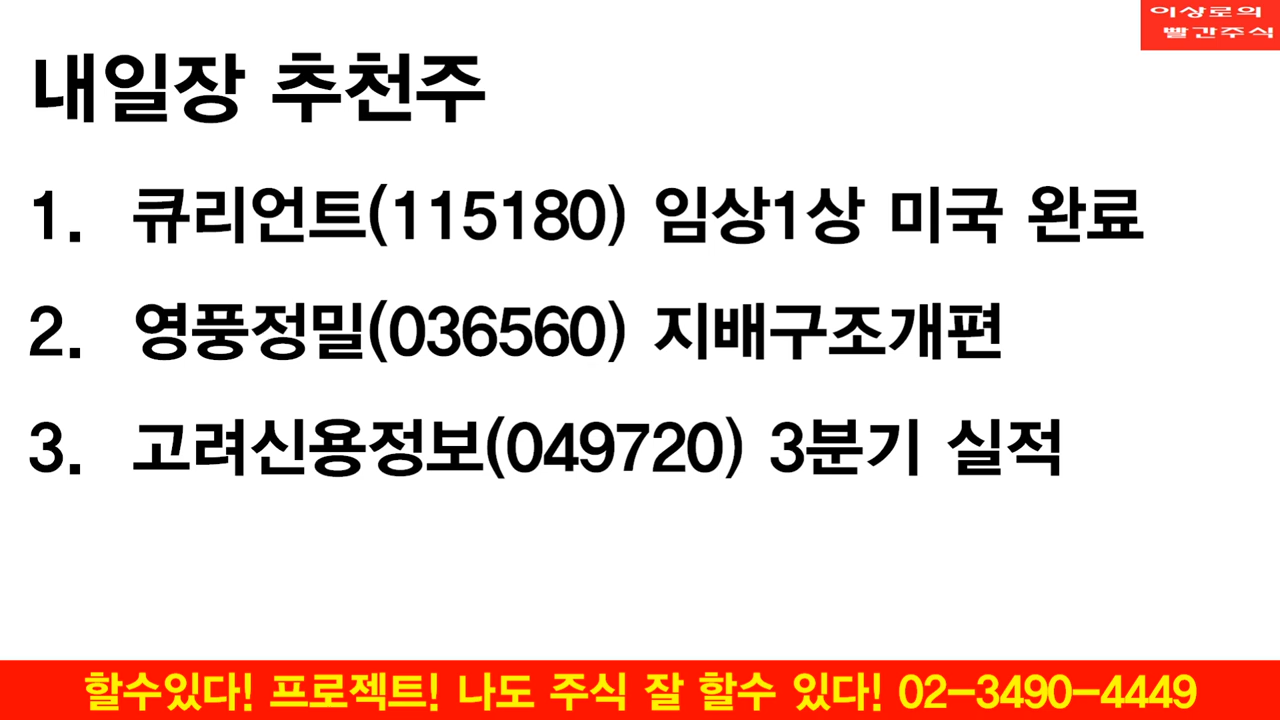 이상로의
빨간주식
내일장 추천주
1. 큐리언트(115180) 임상1상 미국 완료
2. 영풍정밀(036560) 지배구조개편
3. 고려신용정보(049720) 3분기 실적
할수있다! 프로젝트! 나도 주식 잘 할수 있다! 02-3490-4449